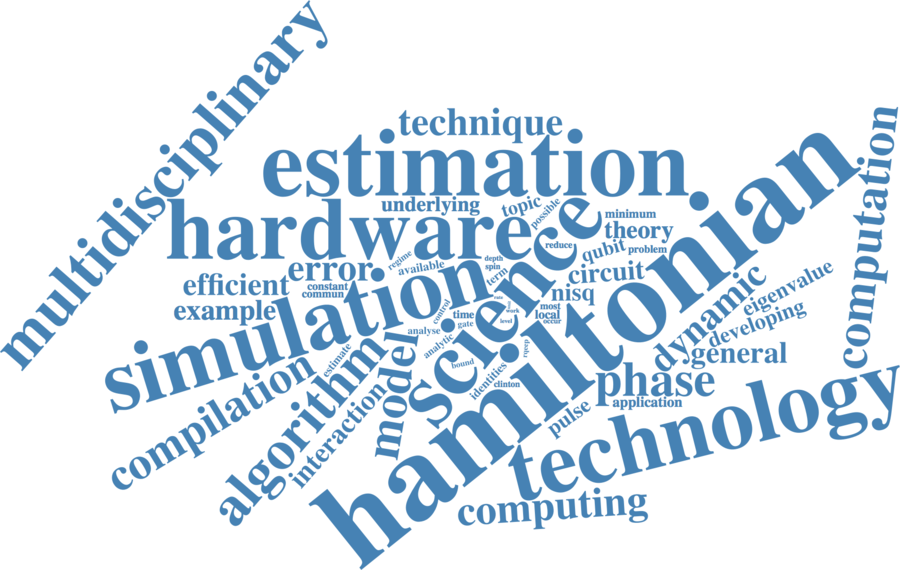 multidisciplinary
technique
estimation
computation
hamiltonian
underlying
topic
possible
hardware
science
minimum
theory
reduce
qubit
problem
error
regime
available
depth
spin
term
circuit
efficient
constant
commun
nisq
dynamic
eigenvalue
example
simulation
control
time
gate
work
level
most
local
occur
developing
analyse
analytic
estimate
model
bound
identities
clinton
general
compilation
algorithm
interaction
phase
application
pulse
technology
computing